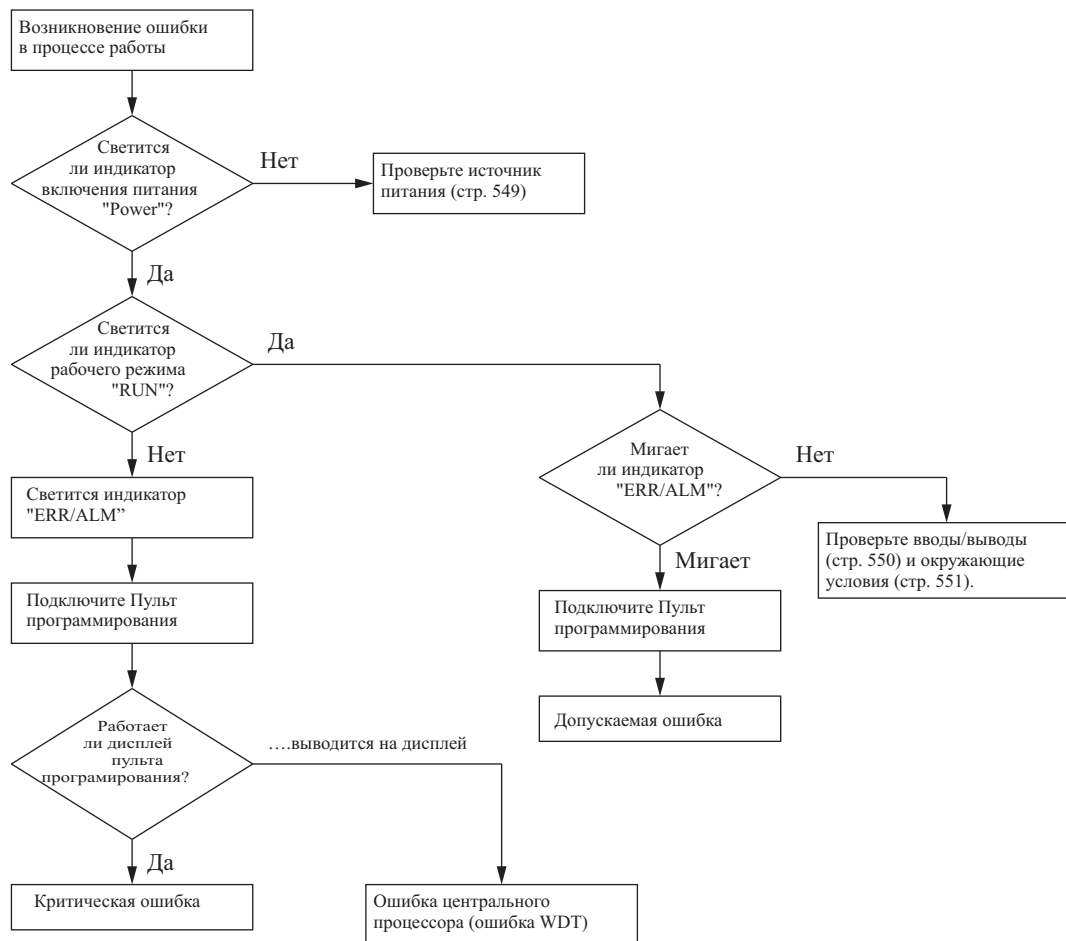 Возникновение ошибки
в процессе работы
Светится
ли индикатор
включения питания
"Power"?
Нет
Проверьте источник
питания (стр. 549)
Да
Светится
ли индикатор
рабочего режима
"RUN"?
Да
Нет
Мигает
ли индикатор
"ERR/ALM"?
Нет
Светится индикатор
"ERR/ALM”
Проверьте вводы/выводы
(стр. 550) и окружающие
условия (стр. 551).
Мигает
Подключите Пульт
программирования
Подключите Пульт
программирования
Допускаемая ошибка
Работает
ли дисплей
пульта
програмирования?
….выводится на дисплей
Да
Критическая ошибка
Ошибка центрального
процессора (ошибка WDT)